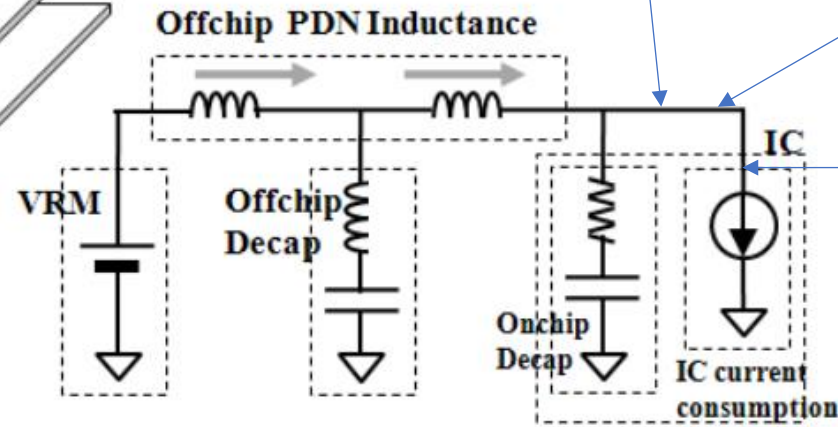 Offchip PDN Inductance
IC
VRM
Offchip
Decap
Onchip
Decap
IC current
consumption